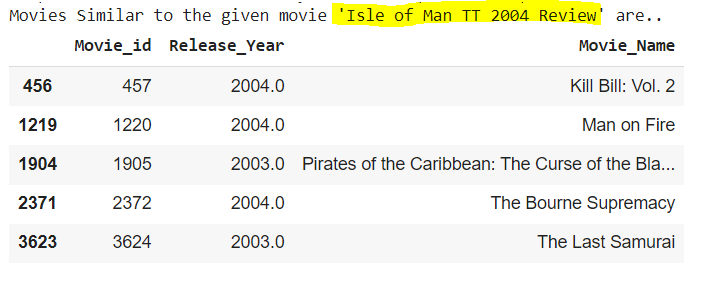 Movies Similar to the given movie 'Isle of Man TT 2004 Review' are..
Movie_id Release_Year Movie_Name
456 457 2004.0 Kill Bill: Vol. 2
1219 1220 2004.0 Man on Fire
1904 1905 2003.0 Pirates of the Caribbean: The Curse of the Bla...
2371 2372 2004.0 The Bourne Supremacy
3623 3624 2003.0 The Last Samurai